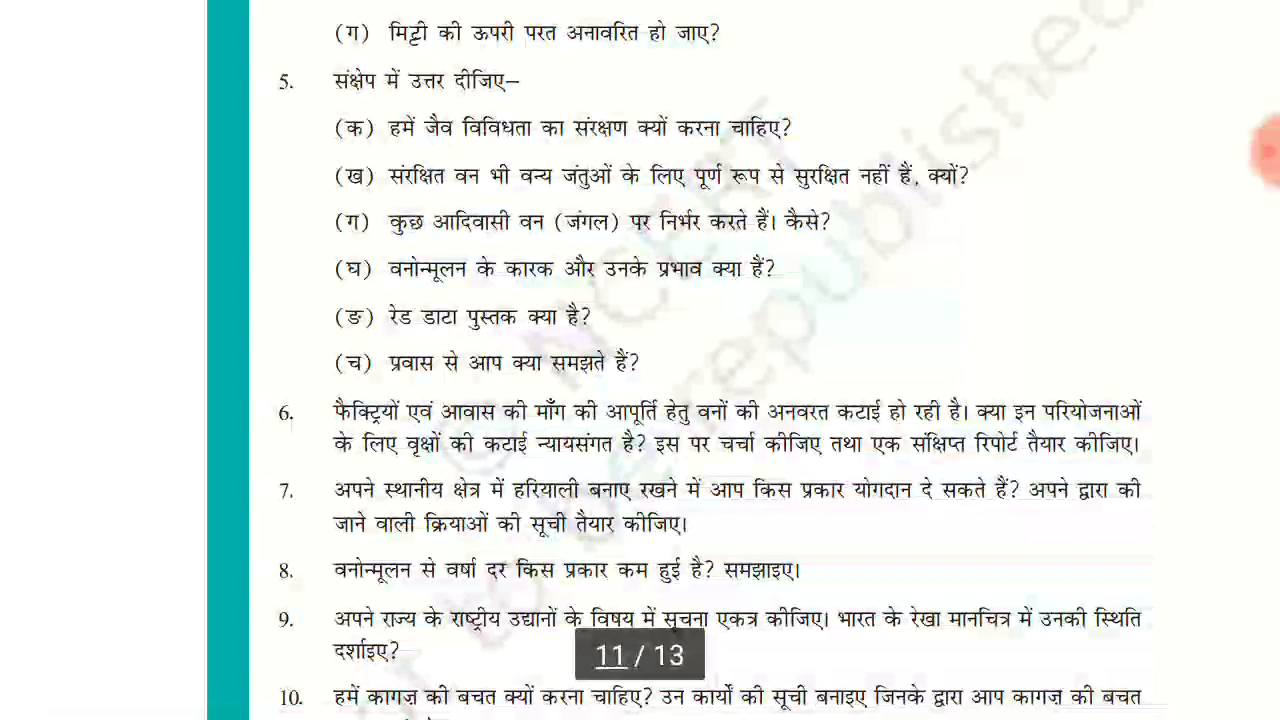 (ग) मिट्टी की ऊपरी परत अनावरित हो जाए?
5. संक्षेप में उत्तर दीजिए–
(क) हमें जैव विविधता का संरक्षण क्यों करना चाहिए?
(ख) संरक्षित वन भी वन्य जंतुओं के लिए पूर्ण रूप से सुरक्षित नहीं हैं, क्यों?
(ग) कुछ आदिवासी वन (जंगल) पर निर्भर करते हैं। कैसे?
(घ) वनोन्मूलन के कारक और उनके प्रभाव क्या हैं?
(ङ) रेड डाटा पुस्तक क्या है?
(च) प्रवास से आप क्या समझते हैं?
6. फैक्ट्रियों एवं आवास की माँग की आपूर्ति हेतु वनों की अनवरत कटाई हो रही है। क्या इन परियोजनाओं
के लिए वृक्षों की कटाई न्यायसंगत है? इस पर चर्चा कीजिए तथा एक संक्षिप्त रिपोर्ट तैयार कीजिए।
7. अपने स्थानीय क्षेत्र में हरियाली बनाए रखने में आप किस प्रकार योगदान दे सकते हैं? अपने द्वारा की
जाने वाली क्रियाओं की सूची तैयार कीजिए।
8. वनोन्मूलन से वर्षा दर किस प्रकार कम हुई है? समझाइए।
9. अपने राज्य के राष्ट्रीय उद्यानों के विषय में सूचना एकत्र कीजिए। भारत के रेखा मानचित्र में उनकी स्थिति
दर्शाइए?
11 / 13
10. हमें कागज़ की बचत क्यों करना चाहिए? उन कार्यों की सूची बनाइए जिनके द्वारा आप कागज़ की बचत
© NCERT
to be republished